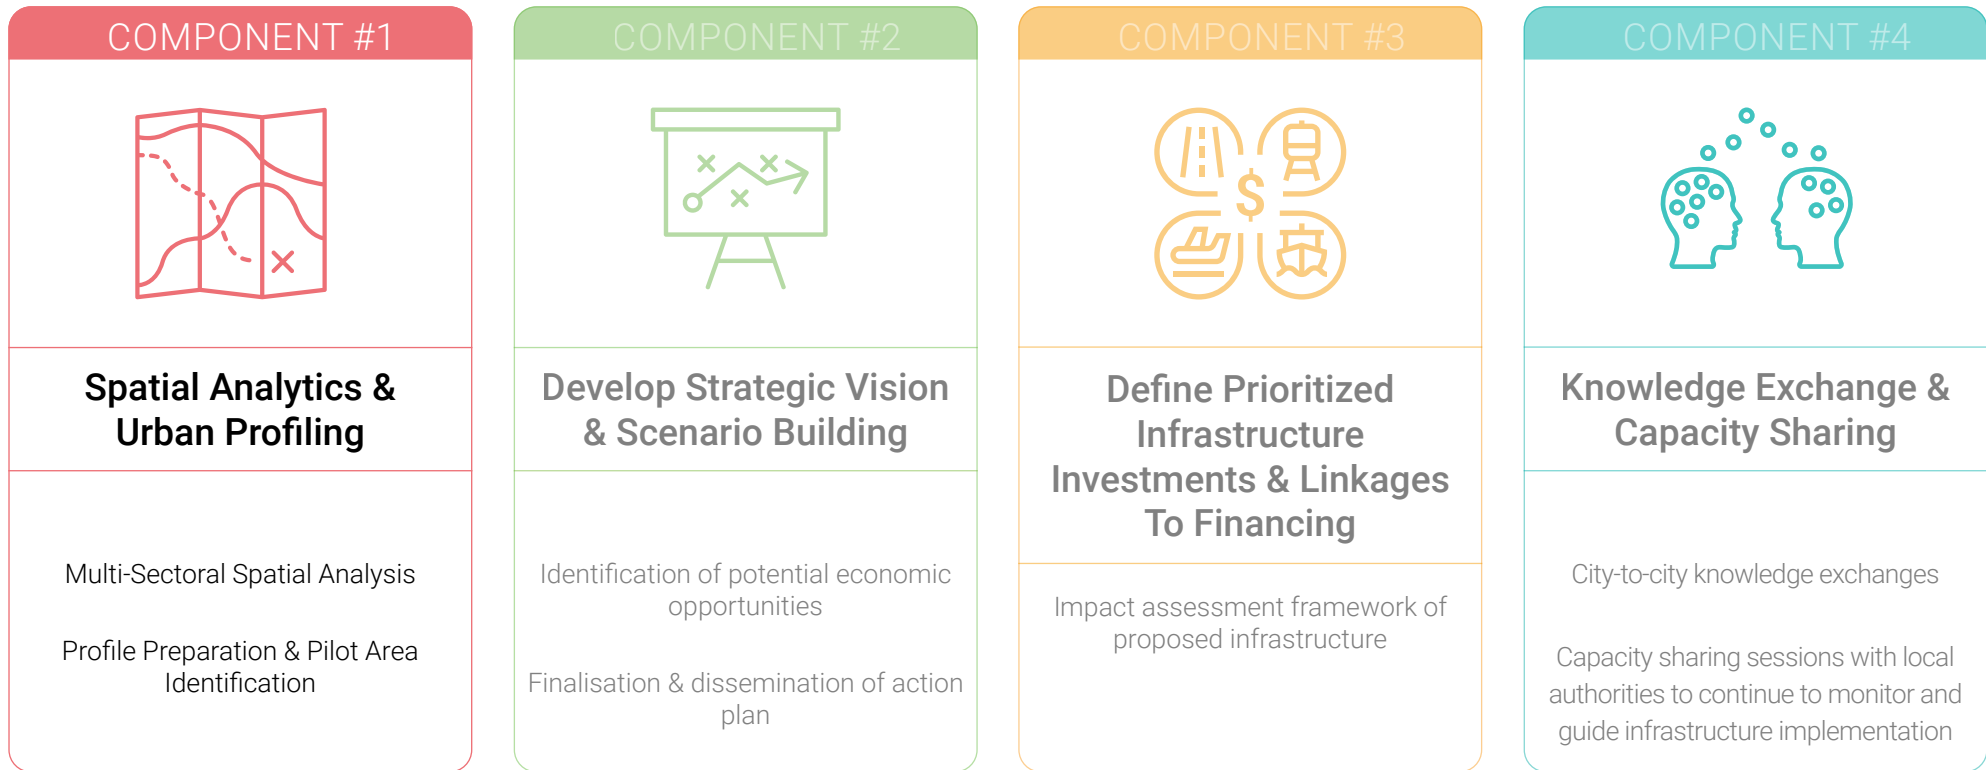 COMPONENT #1
Spatial Analytics &
Urban Profiling
Multi-Sectoral Spatial Analysis
Profile Preparation & Pilot Area
Identification
COMPONENT #2
Develop Strategic Vision
& Scenario Building
Identification of potential economic
opportunities
Finalisation & dissemination of action
plan
COMPONENT #3
$
Define Prioritized
Infrastructure
Investments & Linkages
To Financing
Impact assessment framework of
proposed infrastructure
COMPONENT #4
Knowledge Exchange &
Capacity Sharing
City-to-city knowledge exchanges
Capacity sharing sessions with local
authorities to continue to monitor and
guide infrastructure implementation